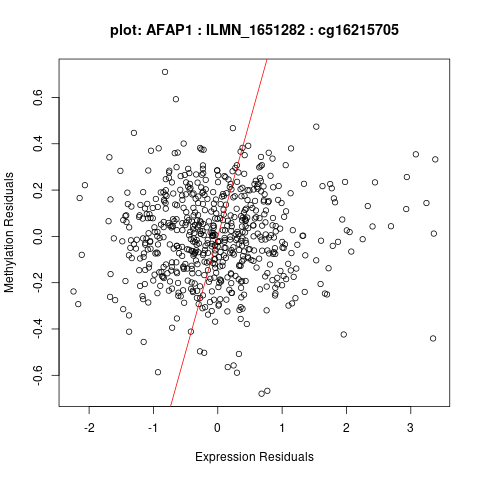 plot: AFAP1 : ILMN_1651282 : cg16215705
Methylation Residuals
0.6
0.4
0.2
0.0
-0.2
-0.4
-0.6
-2 -1 0 1 2 3
Expression Residuals